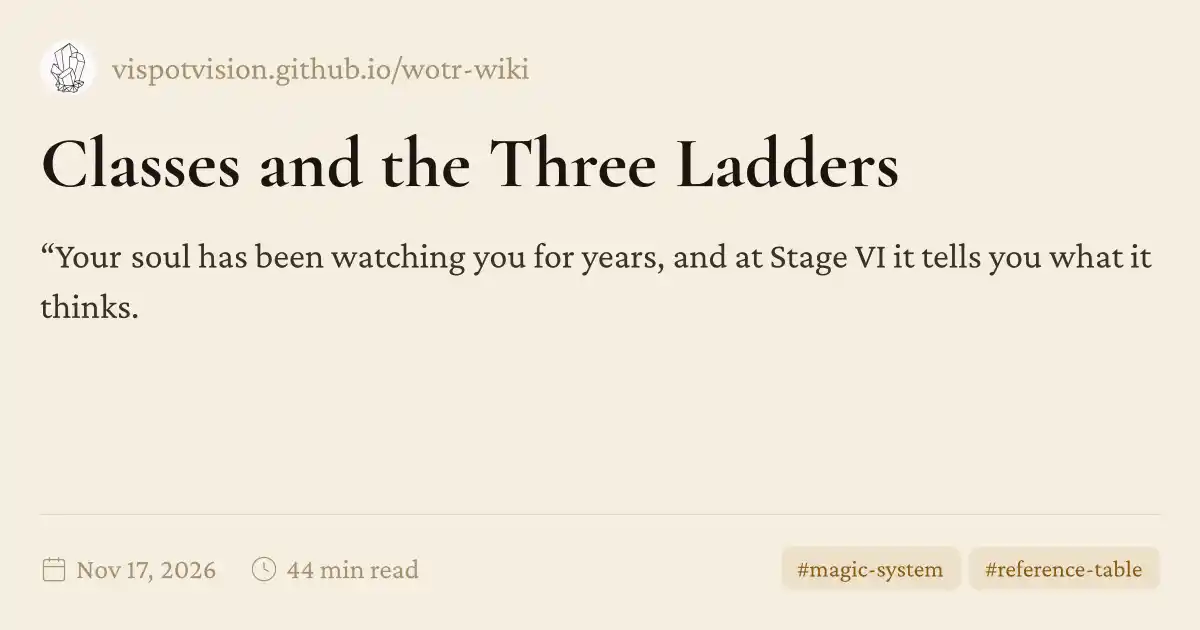 vispotvision.github.io/wotr-wiki
Classes and the Three Ladders
“Your soul has been watching you for years, and at Stage VI it tells you what it
thinks.
Nov 17, 2026
44 min read
#magic-system
#reference-table